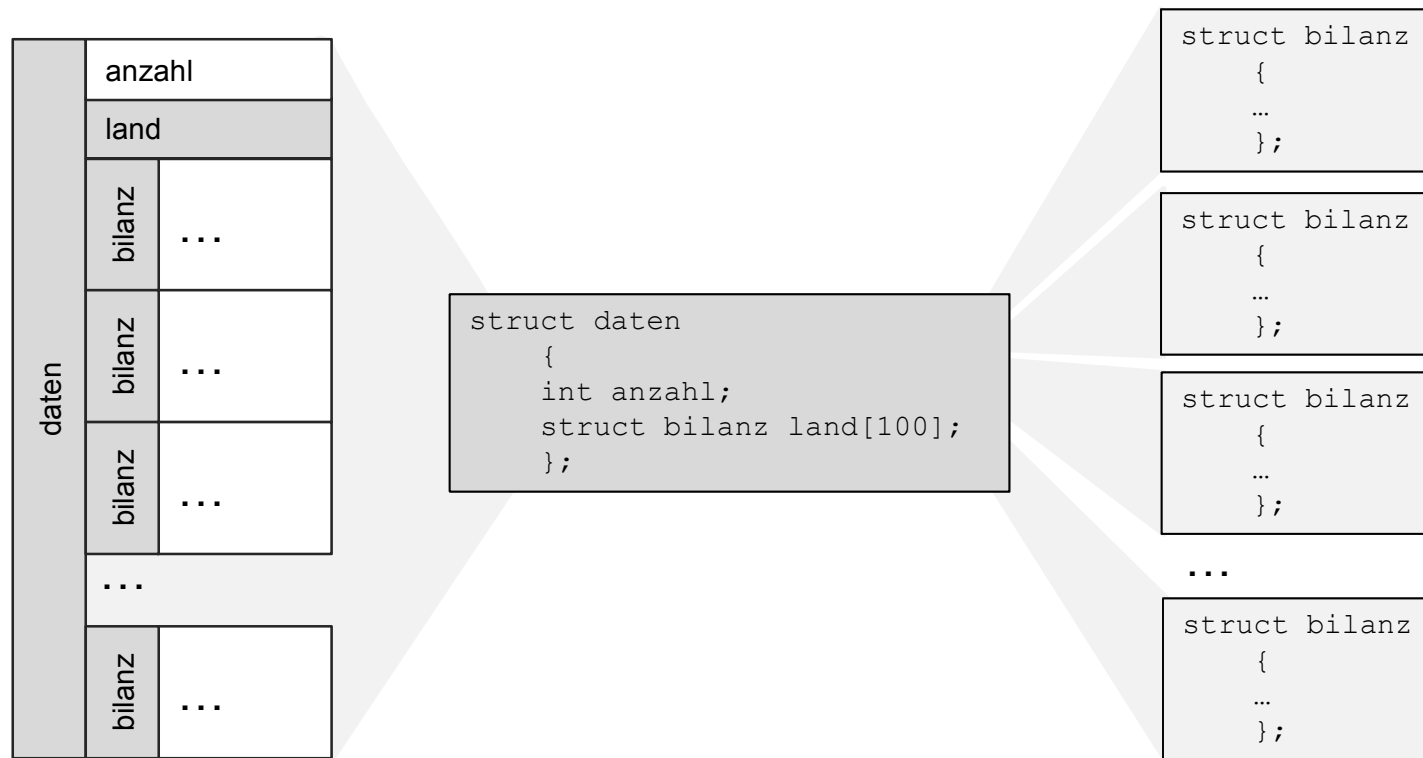 daten
anzahl
land
bilanz ...
bilanz ...
bilanz ...
...
bilanz ...
struct daten
{
int anzahl;
struct bilanz land[100];
};
struct bilanz
{
…
};
struct bilanz
{
…
};
struct bilanz
{
…
};
...
struct bilanz
{
…
};